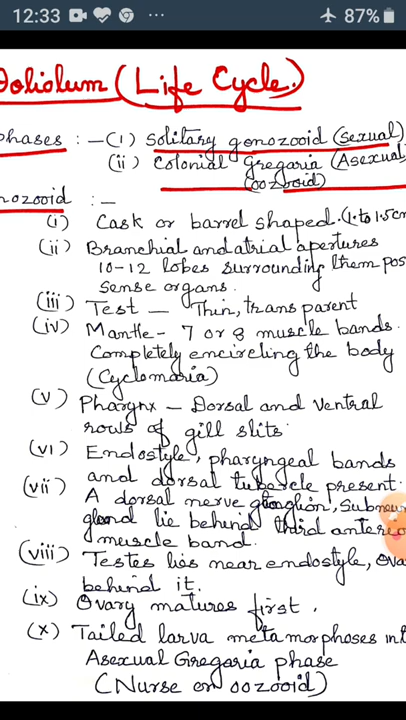 12:33 87%
Doliolum (Life Cycle)
phases :- (i) Solitary gonozooid (Sexual)
(ii) Colonial Gregaria (Asexual
(oozooid)
nozooid :-
(i) Cask or barrel shaped. (1. to 1.5cm
(ii) Branchial and atrial apertures
10-12 lobes surrounding them pos
sense organs.
(iii) Test - Thin, transparent
(iv) Mantle - 7 or 8 muscle bands.
Completely encircling the body
(Cyclomaria)
(v) Pharynx - Dorsal and ventral
rows of gill slits.
(vi) Endostyle, pharyngeal bands
and dorsal tubercle present.
(vii) A dorsal nerve ganglion, Subneu
gland lie behind third anterior
muscle band.
(viii) Testes lies near endostyle, Ova
behind it.
(ix) Ovary matures first.
(x) Tailed larva metamorphoses int
Asexual Gregaria phase
(Nurse or oozooid)